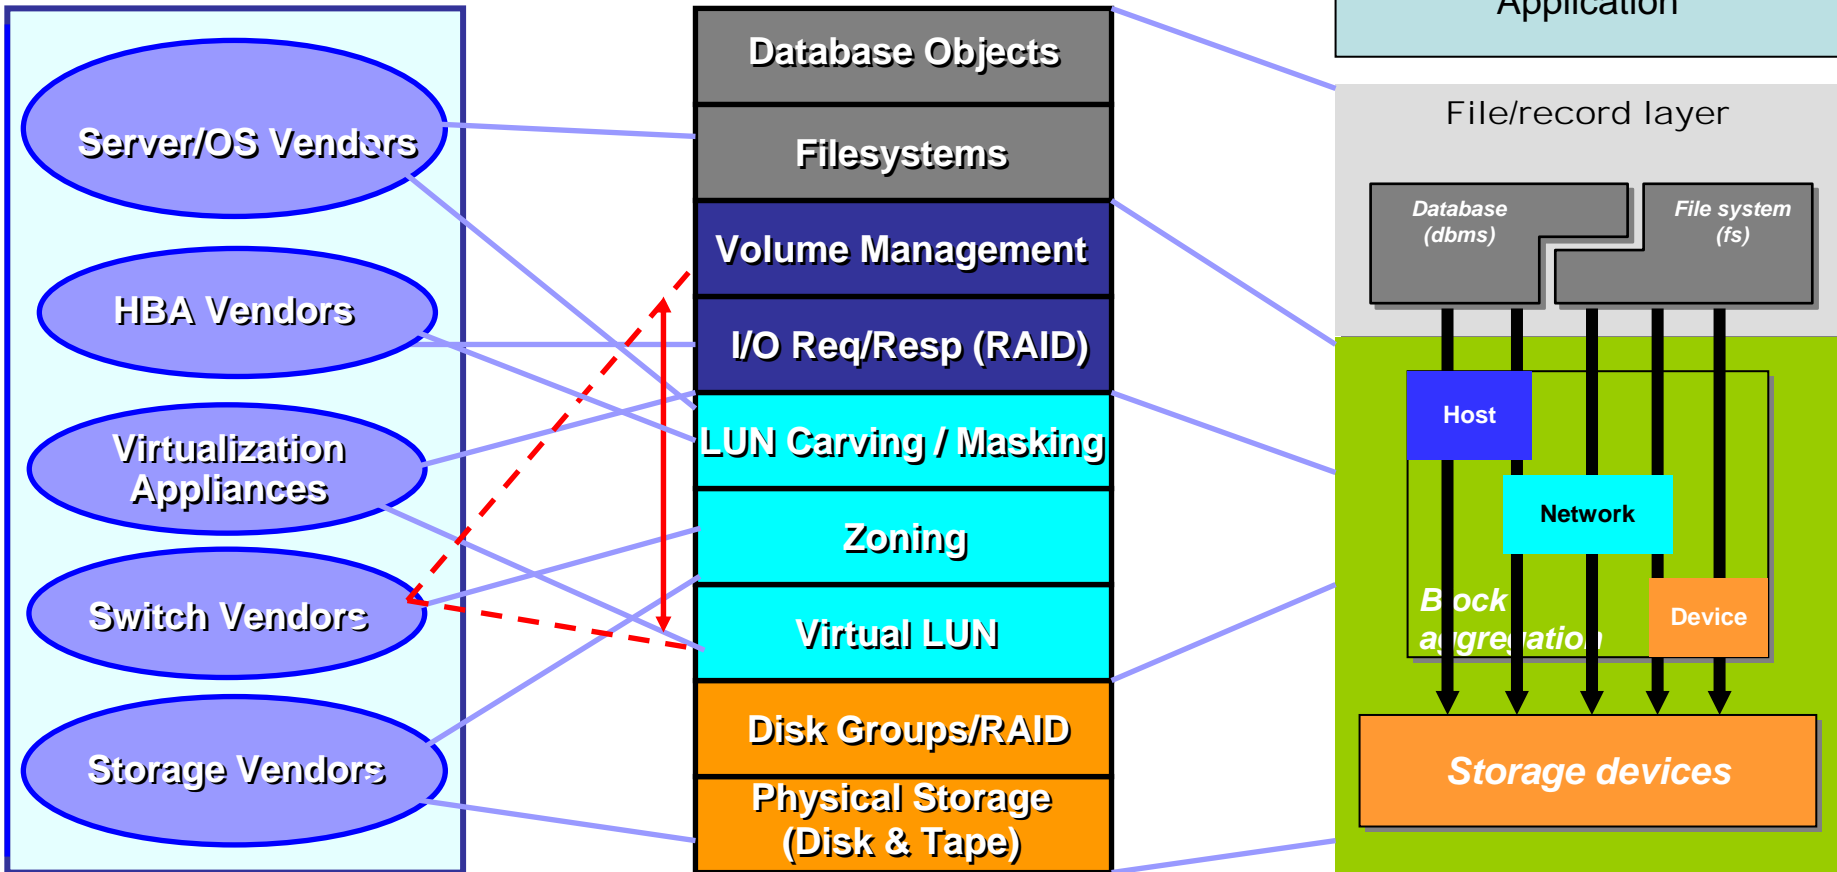 Server/OS Vendors
HBA Vendors
Virtualization
Appliances
Switch Vendors
Storage Vendors
Database Objects
Filesystems
Volume Management
I/O Req/Resp (RAID)
LUN Carving / Masking
Zoning
Virtual LUN
Disk Groups/RAID
Physical Storage
(Disk & Tape)
Application
File/record layer
Database
(dbms)
File system
(fs)
Host
Network
Device
Block
aggregation
Storage devices